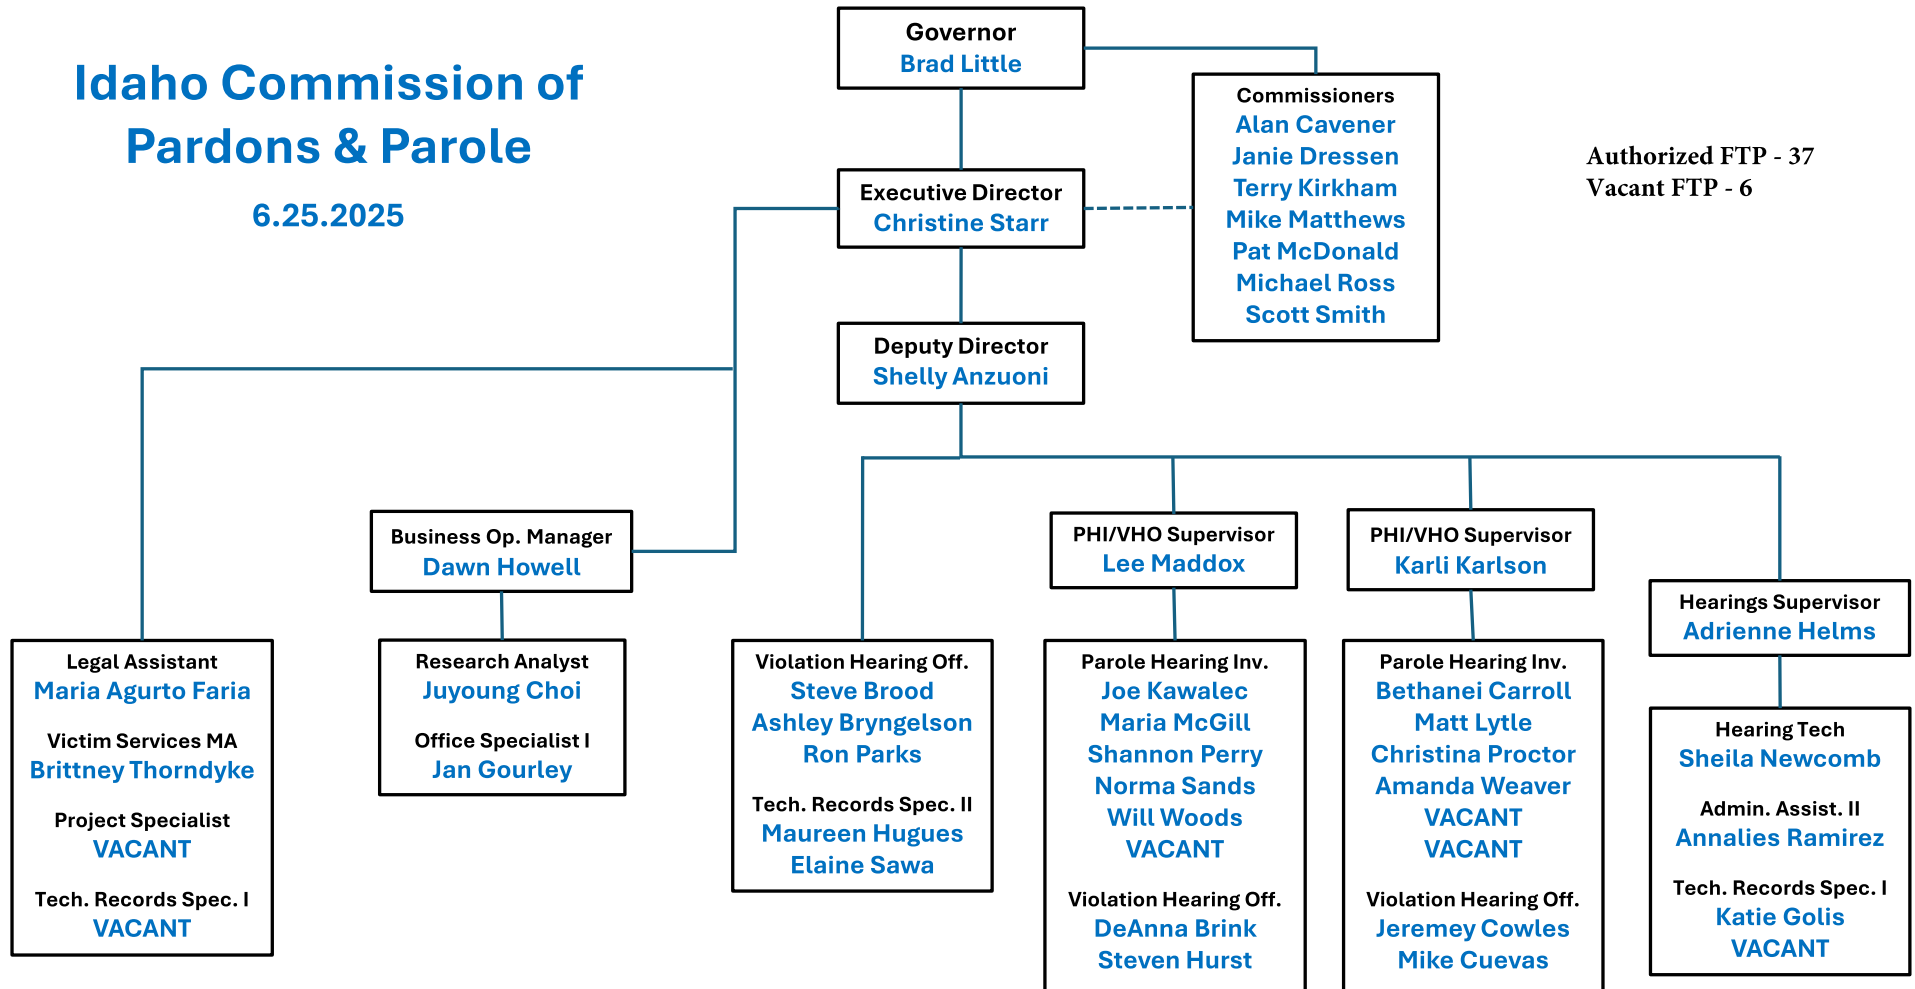 Idaho Commission of
Pardons & Parole
6.25.2025
Governor
Brad Little
Commissioners
Alan Cavener
Janie Dressen
Terry Kirkham
Mike Matthews
Pat McDonald
Michael Ross
Scott Smith
Authorized FTP - 37
Vacant FTP - 6
Executive Director
Christine Starr
Deputy Director
Shelly Anzuoni
Business Op. Manager
Dawn Howell
PHI/VHO Supervisor
Lee Maddox
PHI/VHO Supervisor
Karli Karlson
Hearings Supervisor
Adrienne Helms
Legal Assistant
Maria Agurto Faria
Victim Services MA
Brittney Thorndyke
Project Specialist
VACANT
Tech. Records Spec. I
VACANT
Research Analyst
Juyoung Choi
Office Specialist I
Jan Gourley
Violation Hearing Off.
Steve Brood
Ashley Bryngelson
Ron Parks
Tech. Records Spec. II
Maureen Hugues
Elaine Sawa
Parole Hearing Inv.
Joe Kawalec
Maria McGill
Shannon Perry
Norma Sands
Will Woods
VACANT
Violation Hearing Off.
DeAnna Brink
Steven Hurst
Parole Hearing Inv.
Bethanei Carroll
Matt Lytle
Christina Proctor
Amanda Weaver
VACANT
VACANT
Violation Hearing Off.
Jeremey Cowles
Mike Cuevas
Hearing Tech
Sheila Newcomb
Admin. Assist. II
Annalies Ramirez
Tech. Records Spec. I
Katie Golis
VACANT